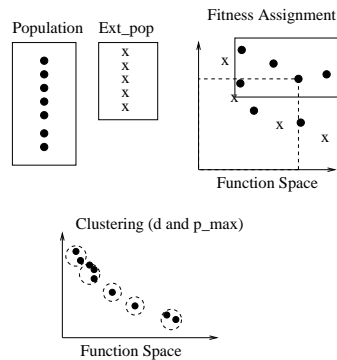 Fitness Assignment
Population
Ext_pop
x
x
x
x
x
x
x
x
x
Function Space
Clustering (d and p_max)
Function Space